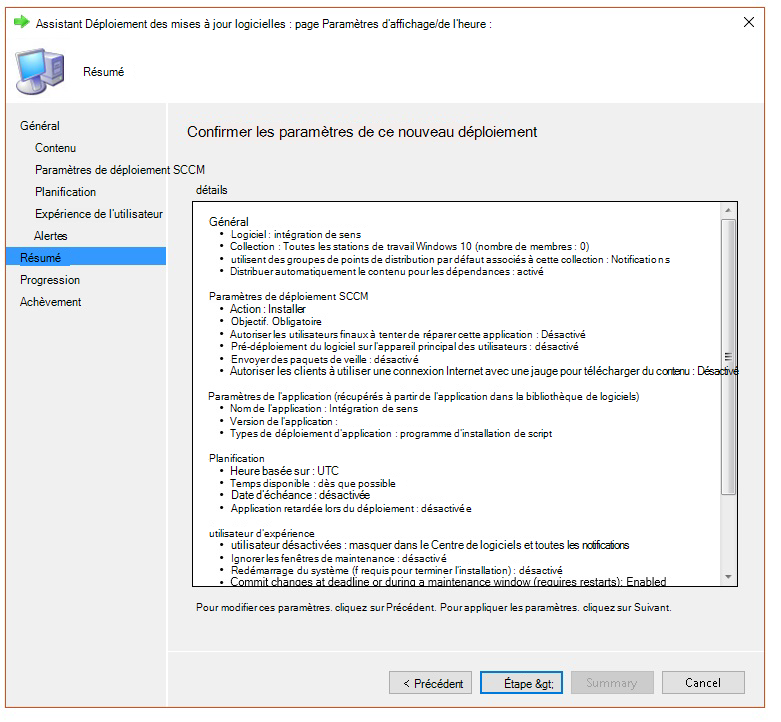 Assistant Déploiement des mises à jour logicielles : page Paramètres d'affichage/de l'heure :
Résumé
Général
Contenu
Paramètres de déploiement SCCM
Planification
Expérience de l'utilisateur
Alertes
Résumé
Progression
Achèvement
Confirmer les paramètres de ce nouveau déploiement
détails
Général
• Logiciel : intégration de sens
• Collection : Toutes les stations de travail Windows 10 (nombre de membres : 0)
• utilisent des groupes de points de distribution par défaut associés à cette collection : Notifications
• Distribuer automatiquement le contenu pour les dépendances : activé
Paramètres de déploiement SCCM
• Action : Installer
• Objectif. Obligatoire
• Autoriser les utilisateurs finaux à tenter de réparer cette application : Désactivé
• Pré-déploiement du logiciel sur l'appareil principal des utilisateurs : désactivé
• Envoyer des paquets de veille : désactivé
• Autoriser les clients à utiliser une connexion Internet avec une jauge pour télécharger du contenu : Désactivé
Paramètres de l'application (récupérés à partir de l'application dans la bibliothèque de logiciels)
• Nom de l'application : Intégration de sens
• Version de l'application :
• Types de déploiement d'application : programme d'installation de script
Planification
• Heure basée sur : UTC
• Temps disponible : dès que possible
• Date d'échéance : désactivée
• Application retardée lors du déploiement : désactivée
utilisateur d'expérience
• utilisateur désactivées : masquer dans le Centre de logiciels et toutes les notifications
• Ignorer les fenêtres de maintenance : désactivé
• Redémarrage du système (f requis pour terminer l'installation) : désactivé
• Commit changes at deadline or during a maintenance window (requires restarts): Enabled
Pour modifier ces paramètres. cliquez sur Précédent. Pour appliquer les paramètres. cliquez sur Suivant.
< Précédent
Étape &gt;
Summary
Cancel